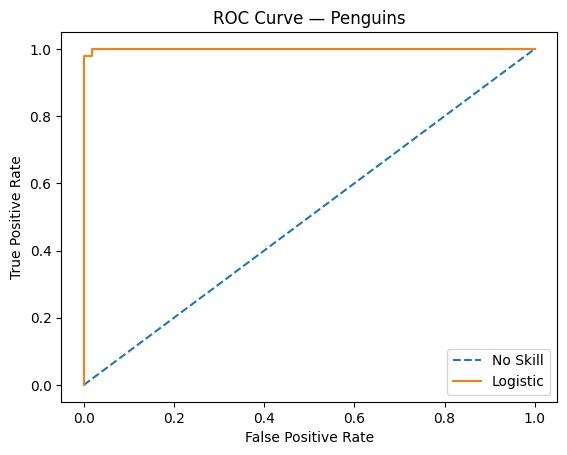 ROC Curve — Penguins
True Positive Rate
1.0
0.8
0.6
0.4
0.2
0.0
No Skill
Logistic
0.0 0.2 0.4 0.6 0.8 1.0
False Positive Rate